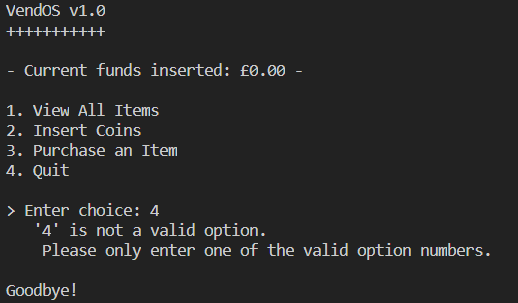 VendOS v1.0
+++++++++++
- Current funds inserted: £0.00 -
1. View All Items
2. Insert Coins
3. Purchase an Item
4. Quit
> Enter choice: 4
'4' is not a valid option.
Please only enter one of the valid option numbers.
Goodbye!